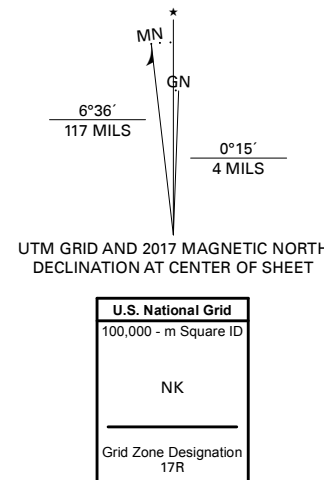 ★
MN
GN
6°36´
117 MILS
0°15´
4 MILS
UTM GRID AND 2017 MAGNETIC NORTH
DECLINATION AT CENTER OF SHEET
U.S. National Grid
100,000 - m Square ID
NK
Grid Zone Designation
17R